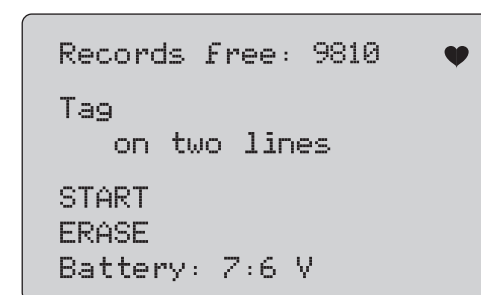 Records free: 9810
Tag
on two lines
START
ERASE
Battery: 7:6 V